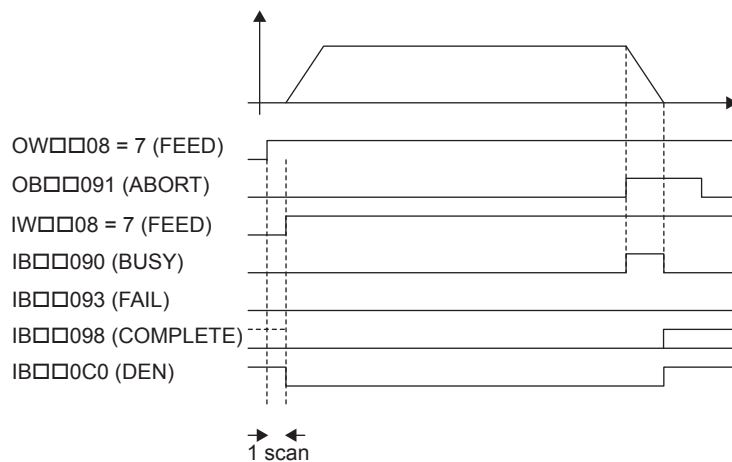 OW□□08 = 7 (FEED)
OB□□091 (ABORT)
IW□□08 = 7 (FEED)
IB□□090 (BUSY)
IB□□093 (FAIL)
IB□□098 (COMPLETE)
IB□□0C0 (DEN)
1 scan